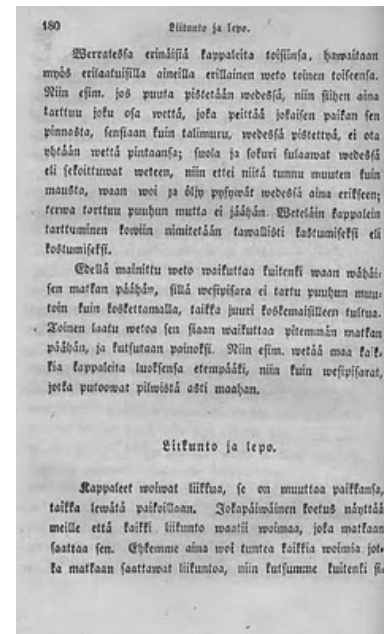 180 Liikunto ja lepo.
Werratessa erinäisiä kappaleita toisiinsa, hawaitaan
myös erilaatuisilla aineilla erillainen weto toinen toiseensa.
Niin esim. jos puuta pistetään wedessä, niin siihen aina
tarttuu joku osa wettä, joka peittää jokaisen paikan sen
pinnasta, sensiaan kuin talimuru, wedessä pistettyä, ei ota
yhtään wettä pintaansa; suola ja sokuri sulaawat wedessä
eli sekoittuwat weteen, niin ettei niitä tunnu muuten kuin
mausta, waan woi ja öljy pysywät wedessä aina erikseen;
terwa tarttuu puuhun mutta ei jäähän. Weteläin kappalein
tarttuminen kowiin nimitetään tawallisti kastumiseksi eli
kostumiseksi.
Edellä mainittu weto waikuttaa kuitenki waan wähäi-
sen matkan päähän, sillä wesipisara ei tartu puuhun muu-
toin kuin koskettamalla, taikka juuri koskemaisilleen tultua.
Toinen laatu wetoa sen siaan waikuttaa pitemmän matkan
päähän, ja kutsutaan painoksi. Niin esim. wetää maa kaik-
kia kappaleita luoksensa etempääki, niin kuin wesipisarat,
jotka putoowat pilwistä asti maahan.
Liikunto ja lepo.
Kappaleet woiwat liikkua, se on muuttaa paikkansa,
taikka lewätä paikoillaan. Jokapäiwäinen koetus näyttää
meille että kaikki liikunto waatii woimaa, joka matkaan
saattaa sen. Ehkemme aina woi tuntea kaikkia woimia jot-
ka matkaan saattawat liikuntoa, niin kutsumme kuitenki si-